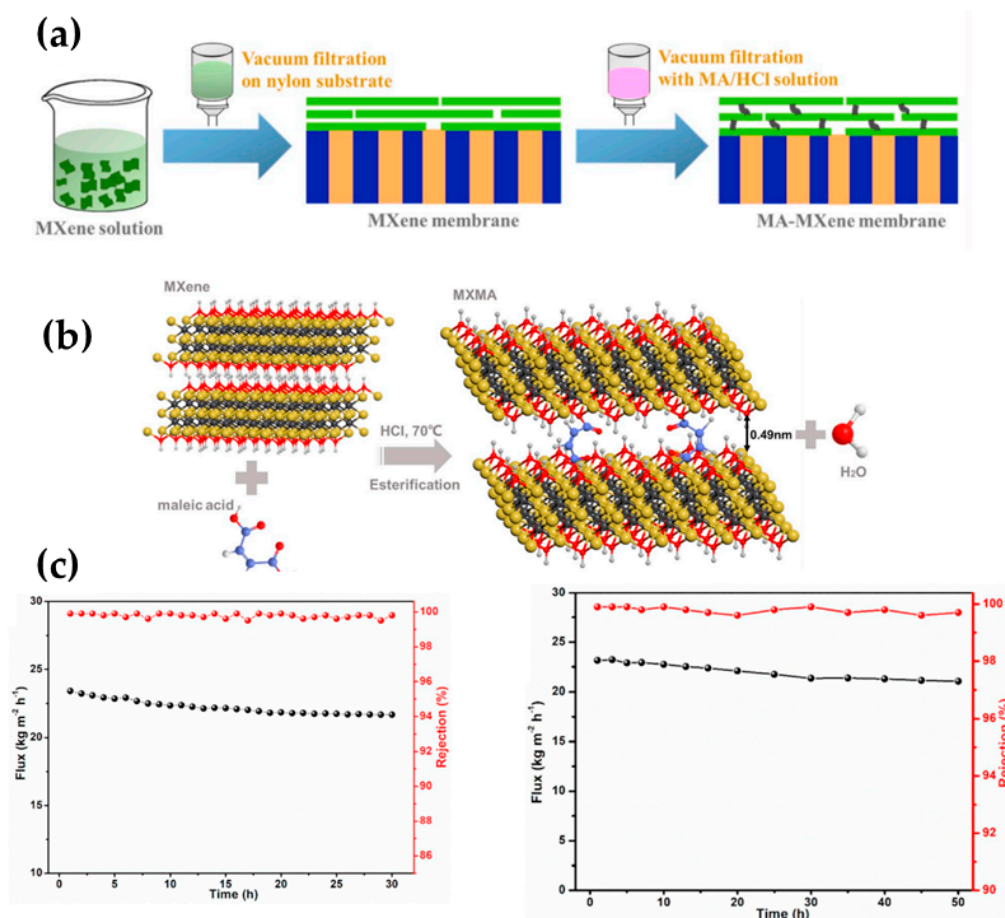 (a)
Vacuum filtration
on nylon substrate
Vacuum filtration
with MA/HCl solution
MXene solution
MXene membrane
MA-MXene membrane
(b)
MXene
MXMA
HCl, 70℃
Esterification
0.49nm
H₂O
maleic acid
(c)
30
25
20
15
10
Flux (kg m⁻² h⁻¹)
0 5 10 15 20 25 30
Time (h)
100
98
96
94
92
90
88
86
Rejection (%)
30
25
20
15
10
5
0
Flux (kg m⁻² h⁻¹)
0 10 20 30 40 50
Time (h)
100
98
96
94
92
90
Rejection (%)